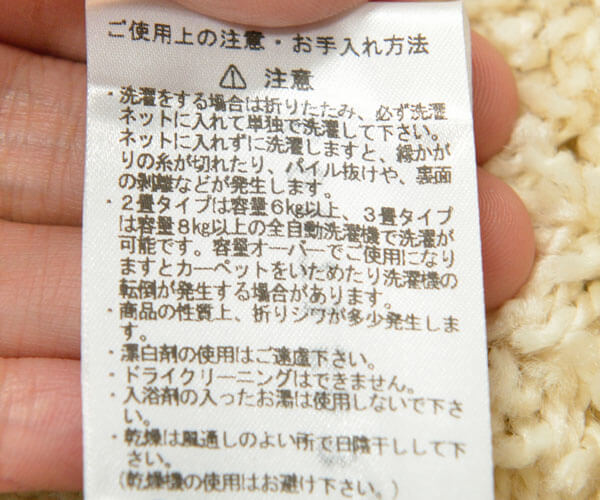 ご使用上の注意・お手入れ方法
⚠ 注意
・洗濯をする場合は折りたたみ、必ず洗濯
ネットに入れて単独で洗濯して下さい。
ネットに入れずに洗濯しますと、縁かが
りの糸が切れたり、パイル抜けや、裏面
の剥離などが発生します。
・２畳タイプは容量６kg以上、３畳タイプ
は容量８kg以上の全自動洗濯機で洗濯が
可能です。容量オーバーでご使用になり
ますとカーペットをいためたり洗濯機の
転倒が発生する場合があります。
・商品の性質上、折りジワが多少発生しま
す。
・漂白剤の使用はご遠慮下さい。
・ドライクリーニングはできません。
・入浴剤の入ったお湯は使用しないで下さ
い。
・乾燥は風通しのよい所で日陰干しして下
さい。
（乾燥機の使用はお避け下さい。）